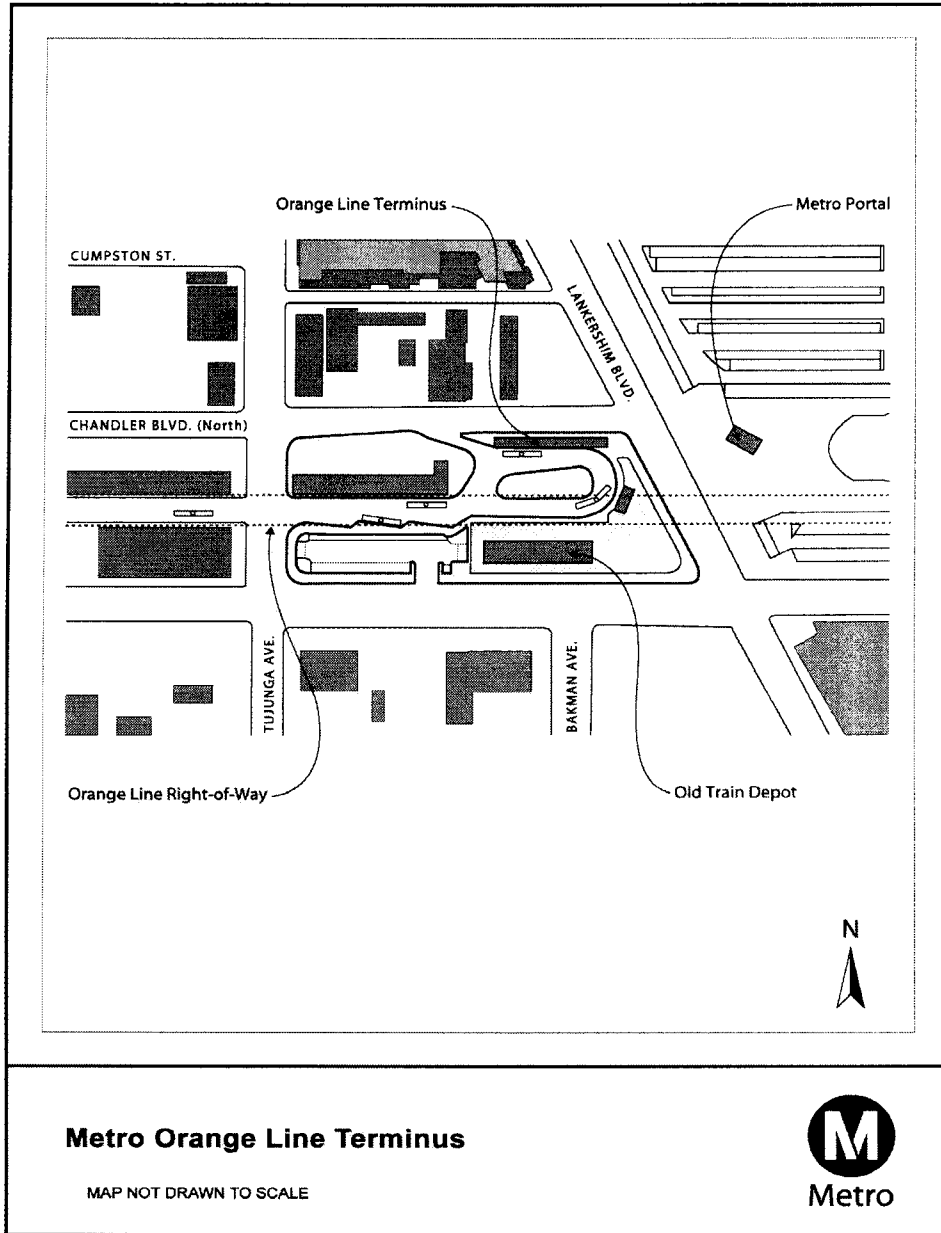 Orange Line Terminus
Metro Portal
CUMPSTON ST.
LANKERSHIM BLVD.
CHANDLER BLVD. (North)
TUJUNGA AVE.
BAKMAN AVE.
Orange Line Right-of-Way
Old Train Depot
N
Metro Orange Line Terminus
MAP NOT DRAWN TO SCALE
M
Metro